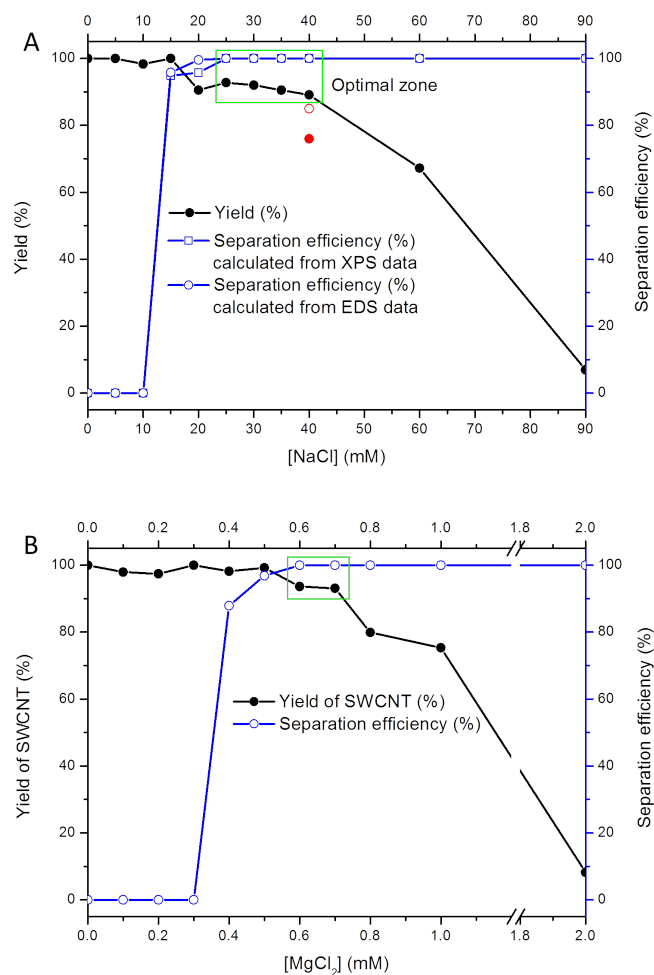 A
0 10 20 30 40 50 60 70 80 90
100 100
Optimal zone
80 80
60 60
Yield (%)
Separation efficiency (%)
calculated from XPS data
Separation efficiency (%)
calculated from EDS data
40 40
20 20
0 0
Yield (%)
Separation efficiency (%)
0 10 20 30 40 50 60 70 80 90
[NaCl] (mM)
B
0.0 0.2 0.4 0.6 0.8 1.0 1.8 2.0
100 100
80 80
60 60
Yield of SWCNT (%)
Separation efficiency (%)
40 40
20 20
0 0
Yield of SWCNT (%)
Separation efficiency (%)
0.0 0.2 0.4 0.6 0.8 1.0 1.8 2.0
[MgCl₂] (mM)